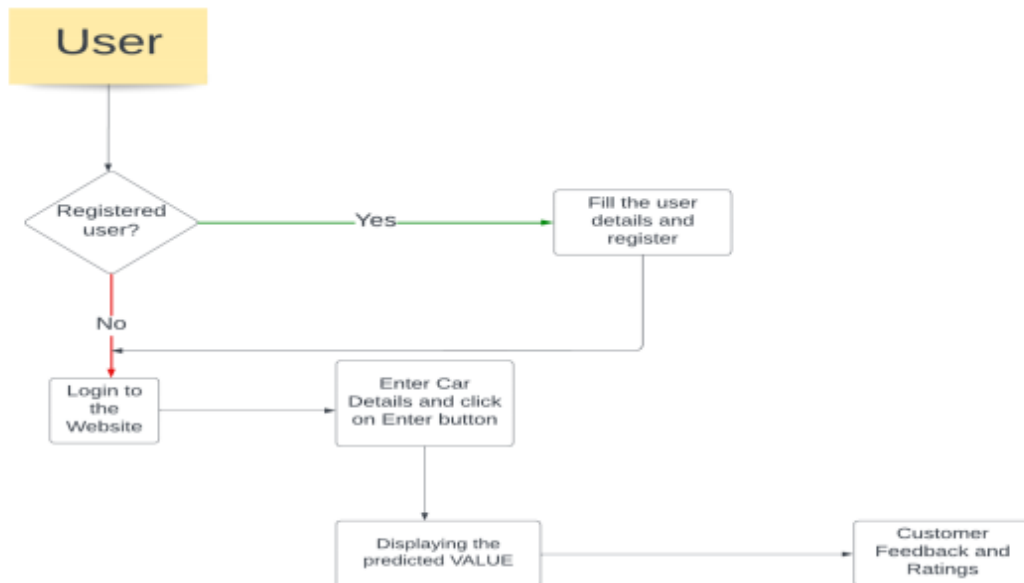 User
Registered
user?
Yes
Fill the user
details and
register
No
Login to
the
Website
Enter Car
Details and click
on Enter button
Displaying the
predicted VALUE
Customer
Feedback and
Ratings